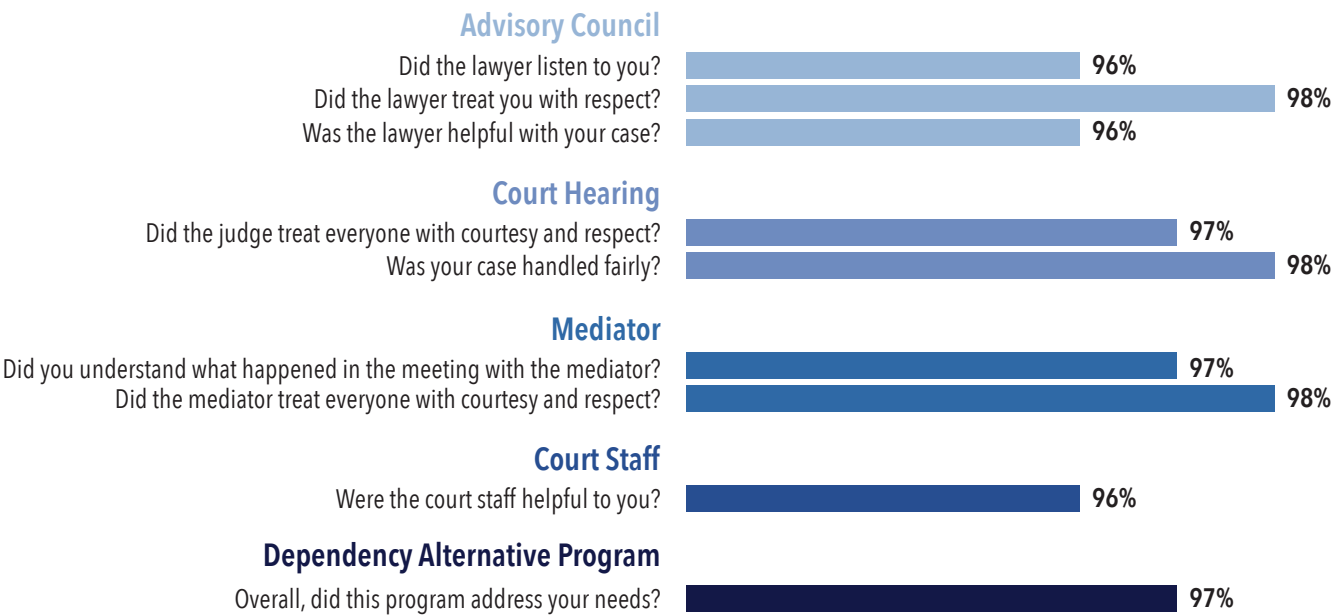 Advisory Council
Did the lawyer listen to you? 96%
Did the lawyer treat you with respect? 98%
Was the lawyer helpful with your case? 96%
Court Hearing
Did the judge treat everyone with courtesy and respect? 97%
Was your case handled fairly? 98%
Mediator
Did you understand what happened in the meeting with the mediator? 97%
Did the mediator treat everyone with courtesy and respect? 98%
Court Staff
Were the court staff helpful to you? 96%
Dependency Alternative Program
Overall, did this program address your needs? 97%